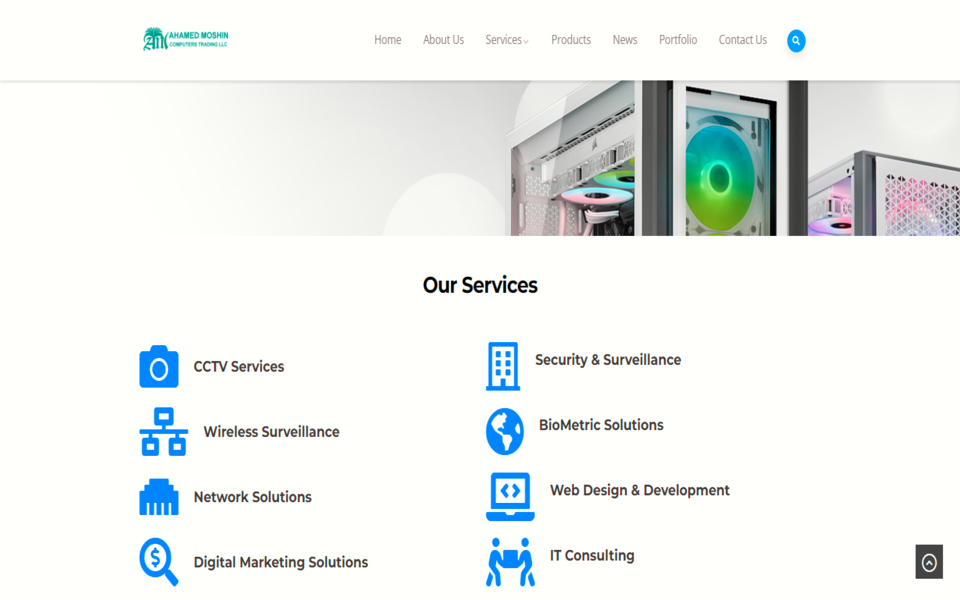 AHAMED MOSHIN
COMPUTERS TRADING LLC
Home About Us Services Products News Portfolio Contact Us
Our Services
CCTV Services
Security & Surveillance
Wireless Surveillance
BioMetric Solutions
Network Solutions
Web Design & Development
Digital Marketing Solutions
IT Consulting